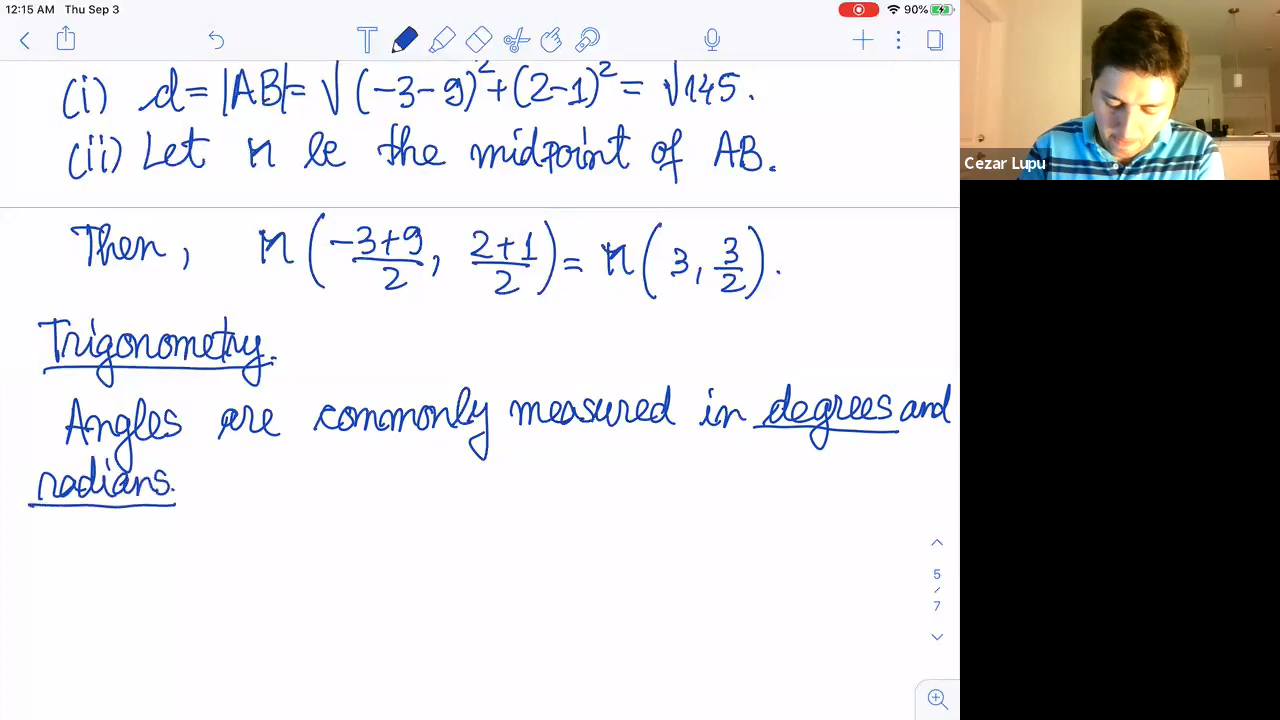 12:15 AM Thu Sep 3
90%
(i) d = |AB| = √(-3-9)²+(2-1)² = √145.
(ii) Let M be the midpoint of AB.
Then, M(-3+9/2, 2+1/2) = M(3, 3/2).
Trigonometry.
Angles are commonly measured in degrees and
radians.
5
/
7
Cezar Lupu